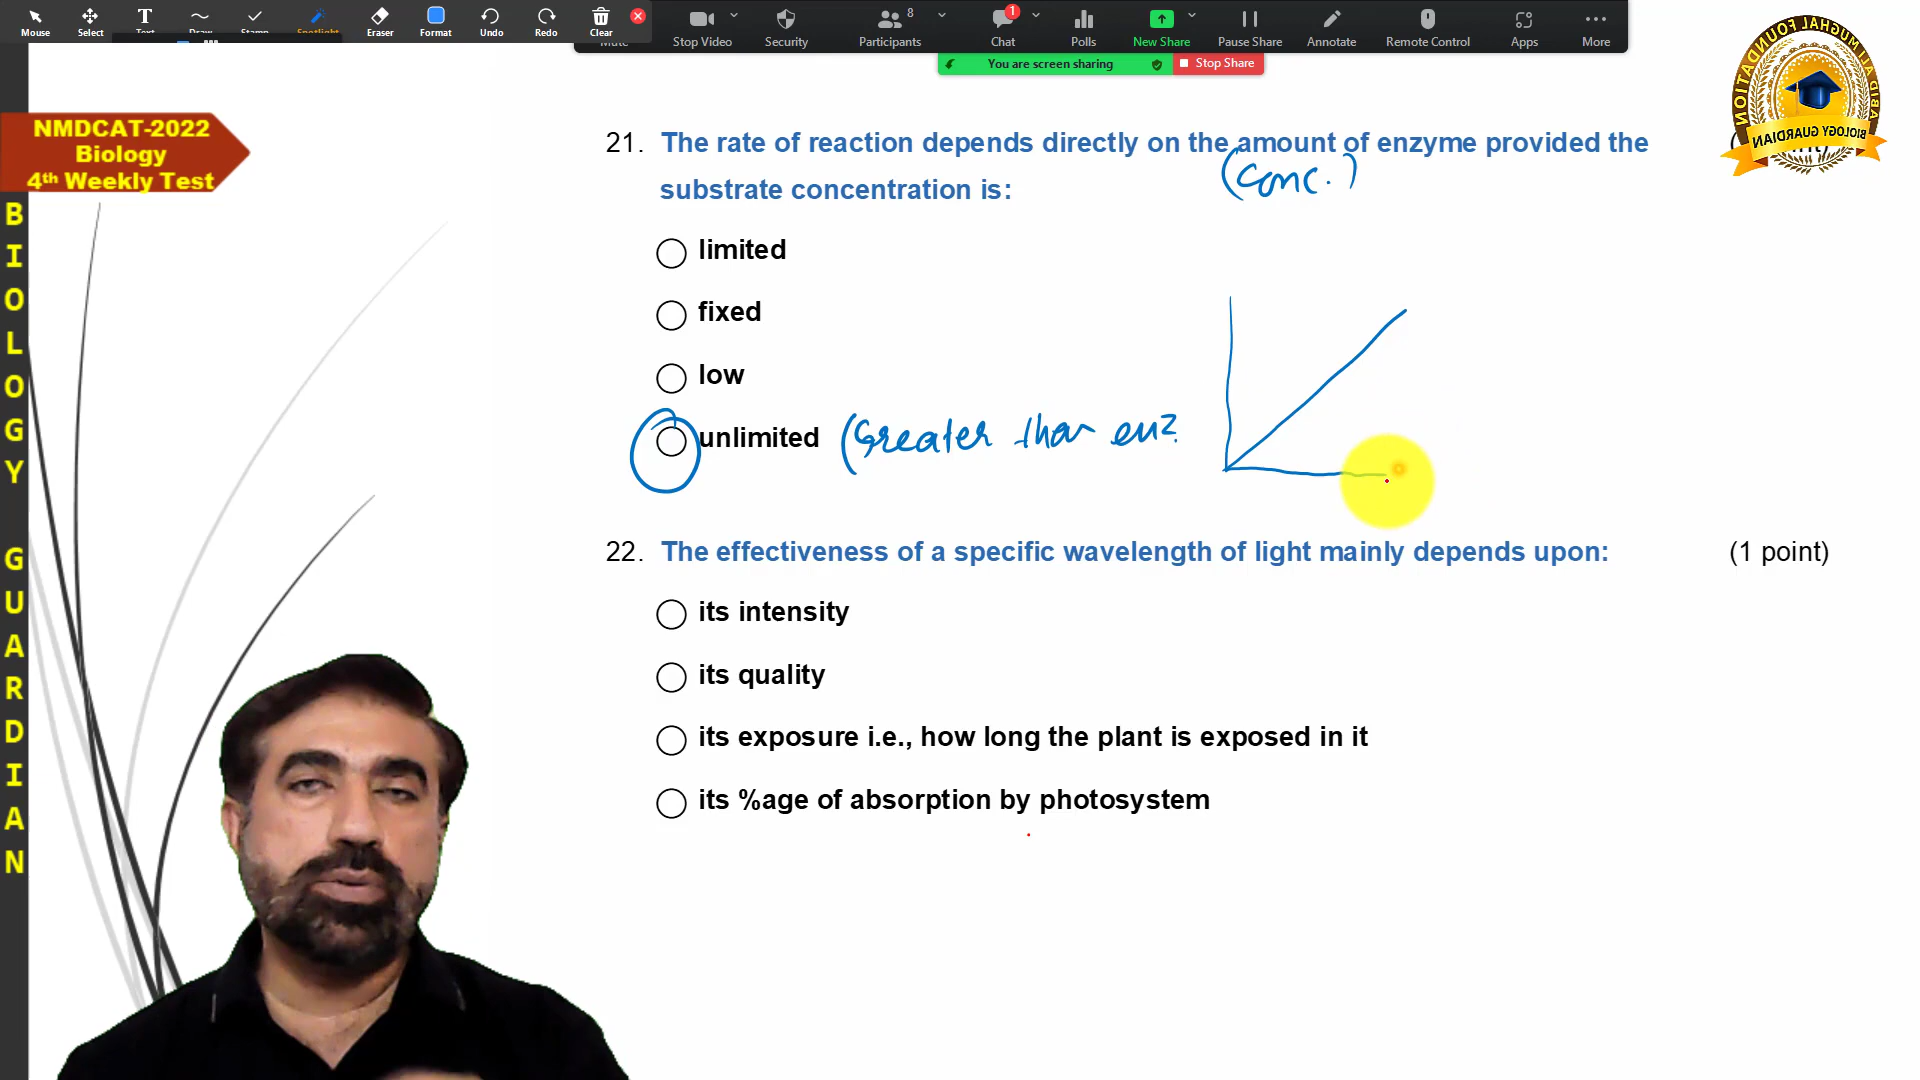 Mouse Select Text Draw Stamp Spotlight Eraser Format Undo Redo Clear
Mute Stop Video Security Participants 8 Chat 1 Polls New Share Pause Share Annotate Remote Control Apps More
You are screen sharing Stop Share
ABID ALI MUGHAL FOUNDATION
BIOLOGY GUARDIAN
NMDCAT-2022
Biology
4th Weekly Test
BIOLOGY GUARDIAN
21. The rate of reaction depends directly on the amount of enzyme provided the
(conc.)
substrate concentration is:
limited
fixed
low
unlimited (Greater than enz.
22. The effectiveness of a specific wavelength of light mainly depends upon: (1 point)
its intensity
its quality
its exposure i.e., how long the plant is exposed in it
its %age of absorption by photosystem